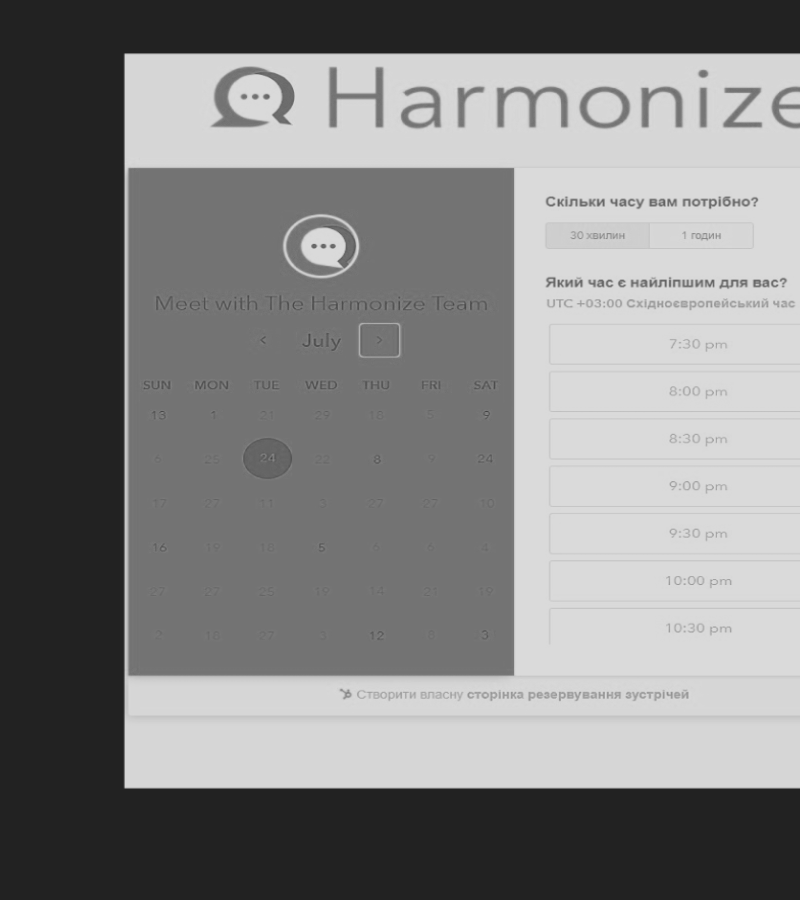 Harmonize
Meet with The Harmonize Team
July
SUN MON TUE WED THU FRI SAT
13 1 21 29 18 5 9
6 25 24 22 8 9 24
17 27 11 3 27 27 10
16 19 18 5 6 6 4
27 27 25 19 14 21 19
2 16 27 3 12 8 3
Скільки часу вам потрібно?
30 хвилин 1 годин
Який час є найліпшим для вас?
UTC +03:00 Східноєвропейський час
7:30 pm
8:00 pm
8:30 pm
9:00 pm
9:30 pm
10:00 pm
10:30 pm
Створити власну сторінка резервування зустрічей